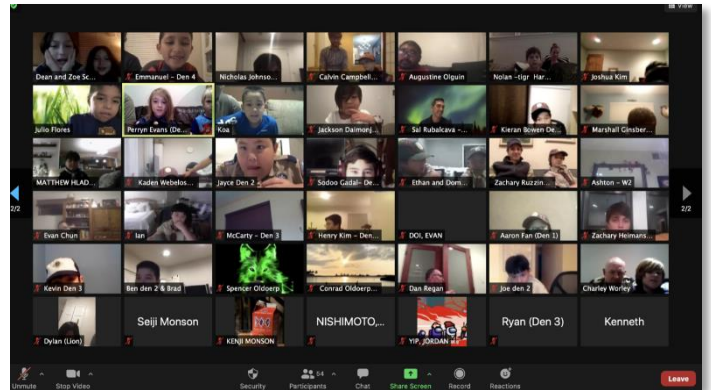 View
Dean and Zoe Sc...
Emmanuel - Den 4
Nicholas Johnso...
Calvin Campbell...
Augustine Olguin
Nolan -tigr Har...
Joshua Kim
Julio Flores
Perryn Evans (De...
Koa
Jackson Daimonj...
Sal Rubalcava -...
Kieran Bowen De...
Marshall Ginsber...
MATTHEW HLAD...
Kaden Webelos...
Jayce Den 2 -
Sodoo Gadal- De...
Ethan and Dom...
Zachary Ruzzin...
Ashton - W2
2/2
2/2
Evan Chun
Ian
McCarty - Den 3
Henry Kim - Den...
DOI, EVAN
Aaron Fan (Den 1)
Zachary Heimans...
Kevin Den 3
Ben den 2 & Brad
Spencer Oldoerp
Conrad Oldoerp...
Dan Regan
Joe den 2
Charley Worley
Dylan (Lion)
Seiji Monson
KENJI MONSON
NISHIMOTO,...
YIP, JORDAN
Ryan (Den 3)
Kenneth
Unmute
Stop Video
Security
54
Participants
Chat
Share Screen
Record
Reactions
Leave